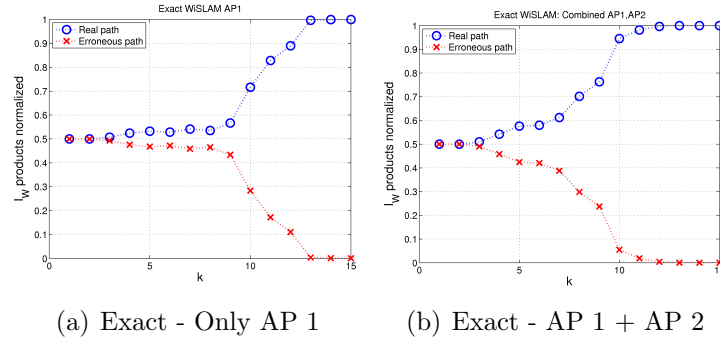 Exact WiSLAM AP1
Real path
Erroneous path
I_W products normalized
1
0.9
0.8
0.7
0.6
0.5
0.4
0.3
0.2
0.1
0
0
5
10
15
k
(a) Exact - Only AP 1
Exact WiSLAM: Combined AP1,AP2
Real path
Erroneous path
I_W products normalized
1
0.9
0.8
0.7
0.6
0.5
0.4
0.3
0.2
0.1
0
0
5
10
k
(b) Exact - AP 1 + AP 2